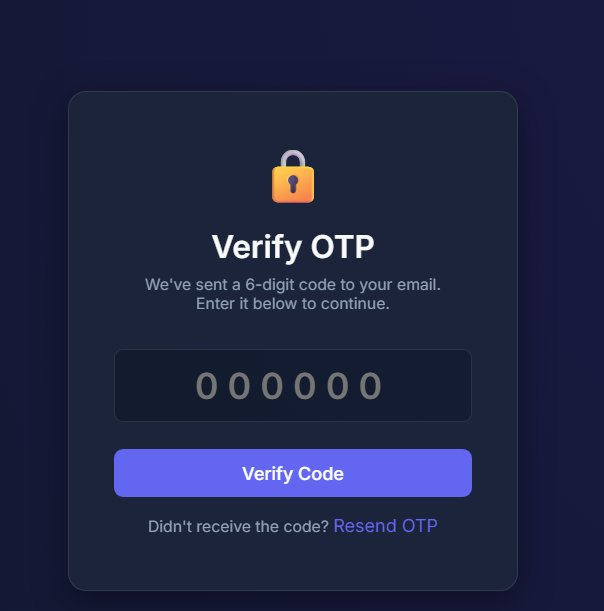 Verify OTP
We've sent a 6-digit code to your email.
Enter it below to continue.
000000
Verify Code
Didn't receive the code? Resend OTP